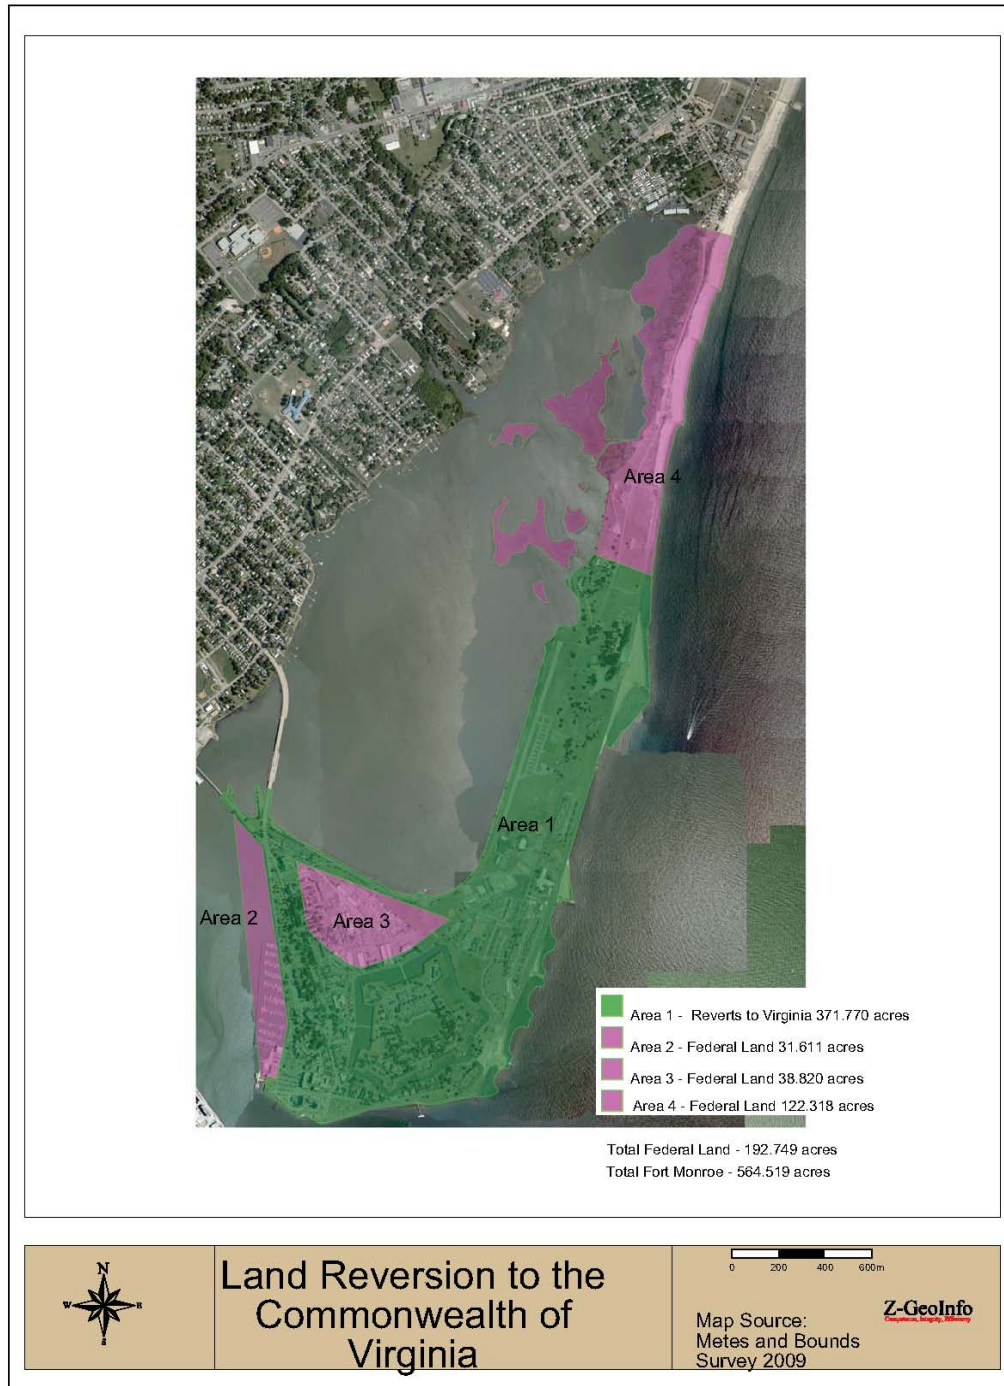 Area 4
Area 1
Area 2
Area 3
Area 1 - Reverts to Virginia 371.770 acres
Area 2 - Federal Land 31.611 acres
Area 3 - Federal Land 38.820 acres
Area 4 - Federal Land 122.318 acres
Total Federal Land - 192.749 acres
Total Fort Monroe - 564.519 acres
N
W
E
S
Land Reversion to the
Commonwealth of
Virginia
0 200 400 600m
Map Source:
Metes and Bounds
Survey 2009
Z-GeoInfo
Competence, Integrity, Efficiency